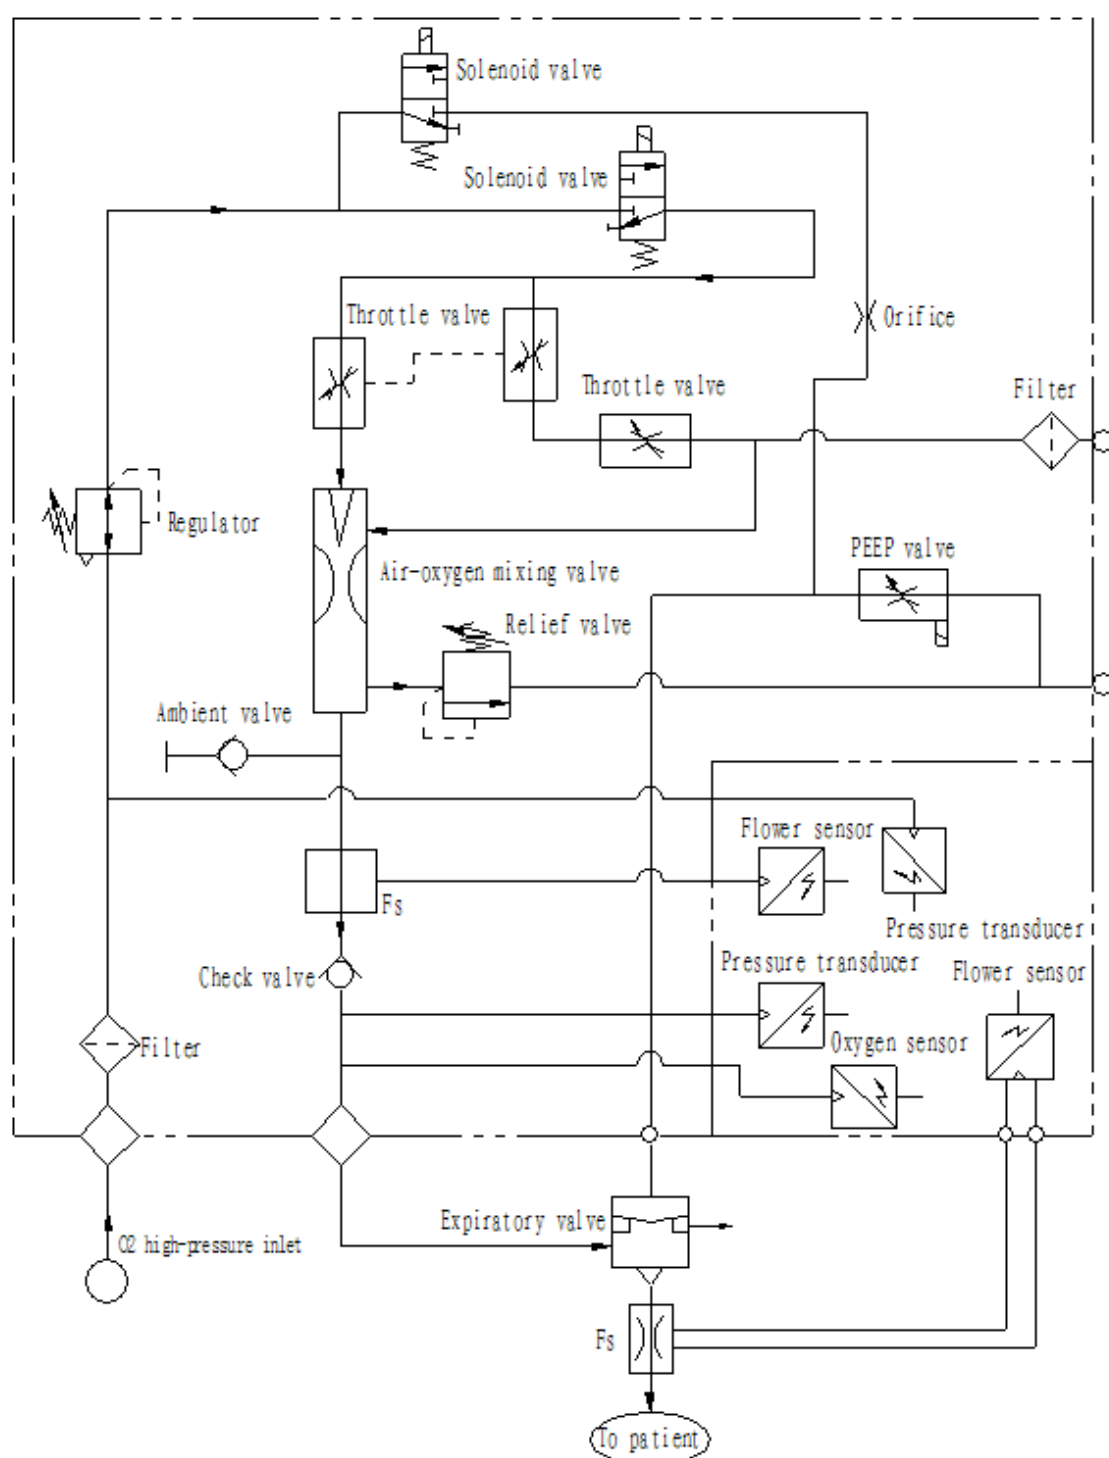 Solenoid valve
Solenoid valve
Throttle valve
Orifice
Throttle valve
Filter
Regulator
PEEP valve
Air-oxygen mixing valve
Relief valve
Ambient valve
Flower sensor
Fs
Pressure transducer
Pressure transducer
Flower sensor
Check valve
Filter
Oxygen sensor
Expiratory valve
O2 high-pressure inlet
Fs
To patient